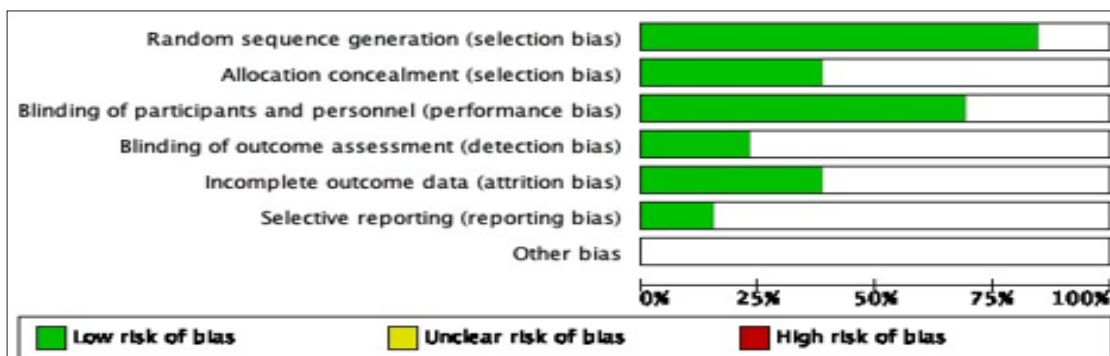 Random sequence generation (selection bias)
Allocation concealment (selection bias)
Blinding of participants and personnel (performance bias)
Blinding of outcome assessment (detection bias)
Incomplete outcome data (attrition bias)
Selective reporting (reporting bias)
Other bias
0% 25% 50% 75% 100%
Low risk of bias Unclear risk of bias High risk of bias